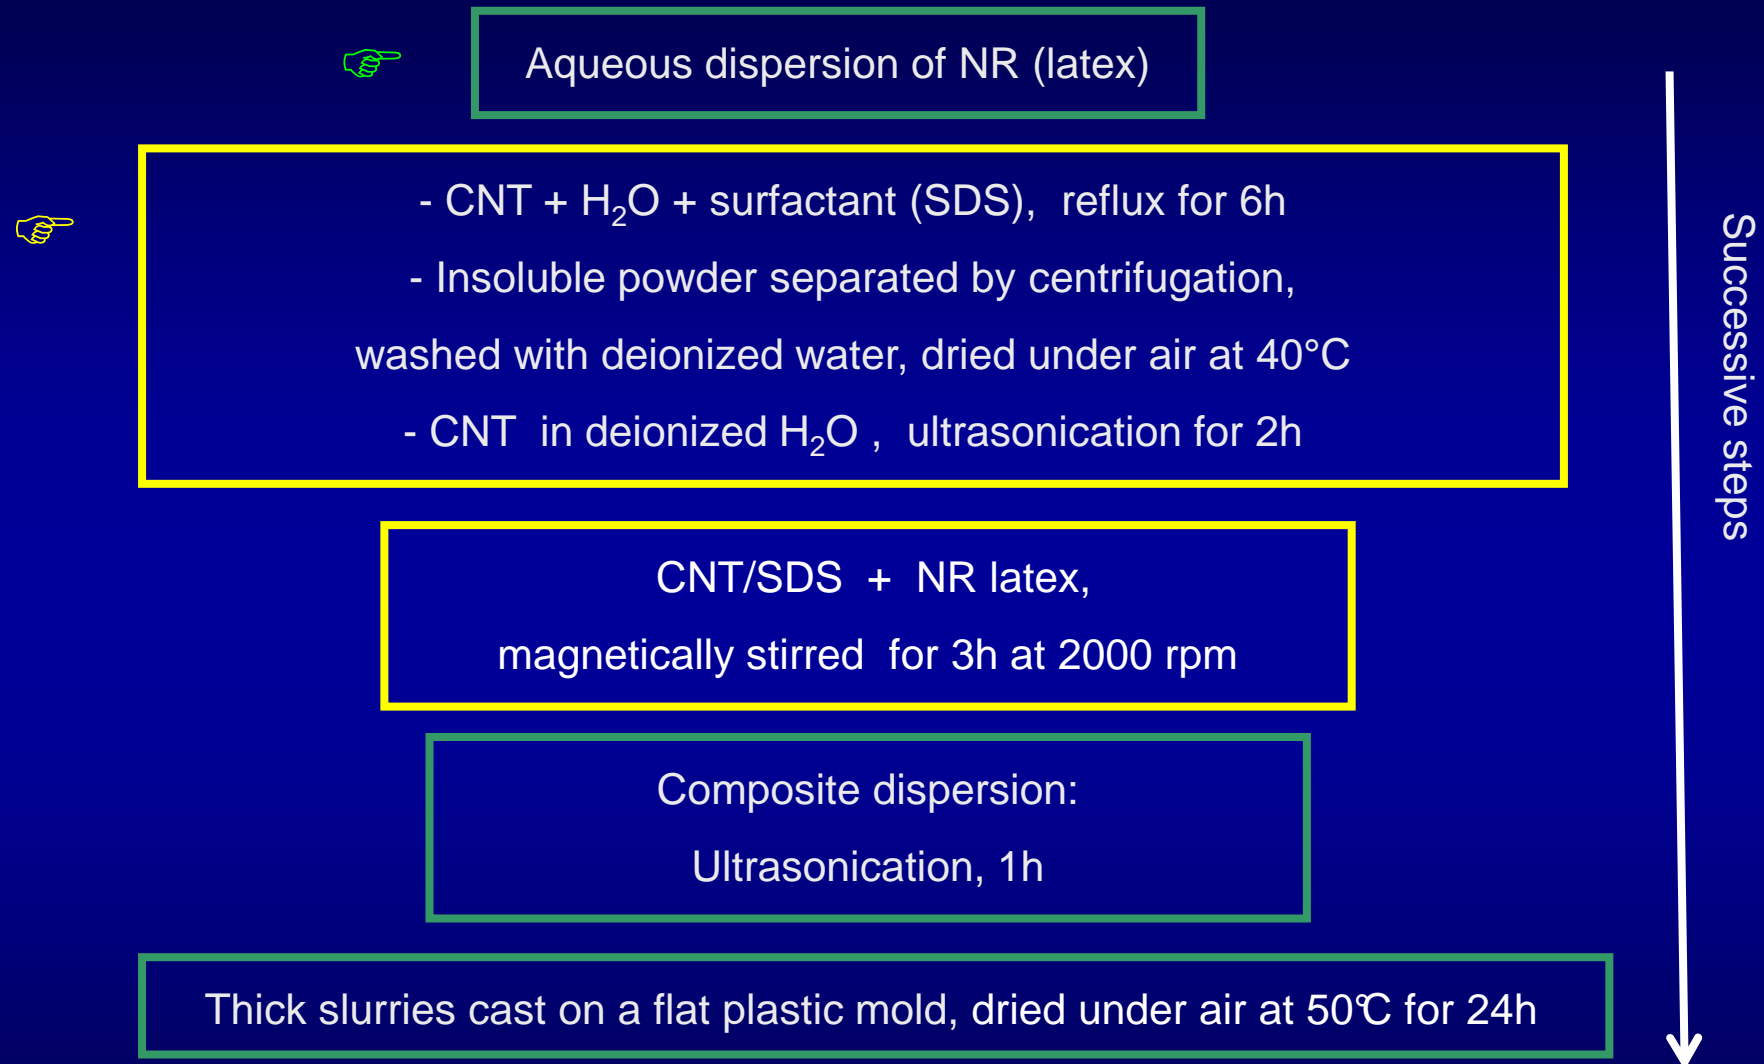 Aqueous dispersion of NR (latex)
- CNT + H₂O + surfactant (SDS), reflux for 6h
- Insoluble powder separated by centrifugation,
washed with deionized water, dried under air at 40°C
- CNT in deionized H₂O , ultrasonication for 2h
CNT/SDS + NR latex,
magnetically stirred for 3h at 2000 rpm
Composite dispersion:
Ultrasonication, 1h
Thick slurries cast on a flat plastic mold, dried under air at 50°C for 24h
Successive steps